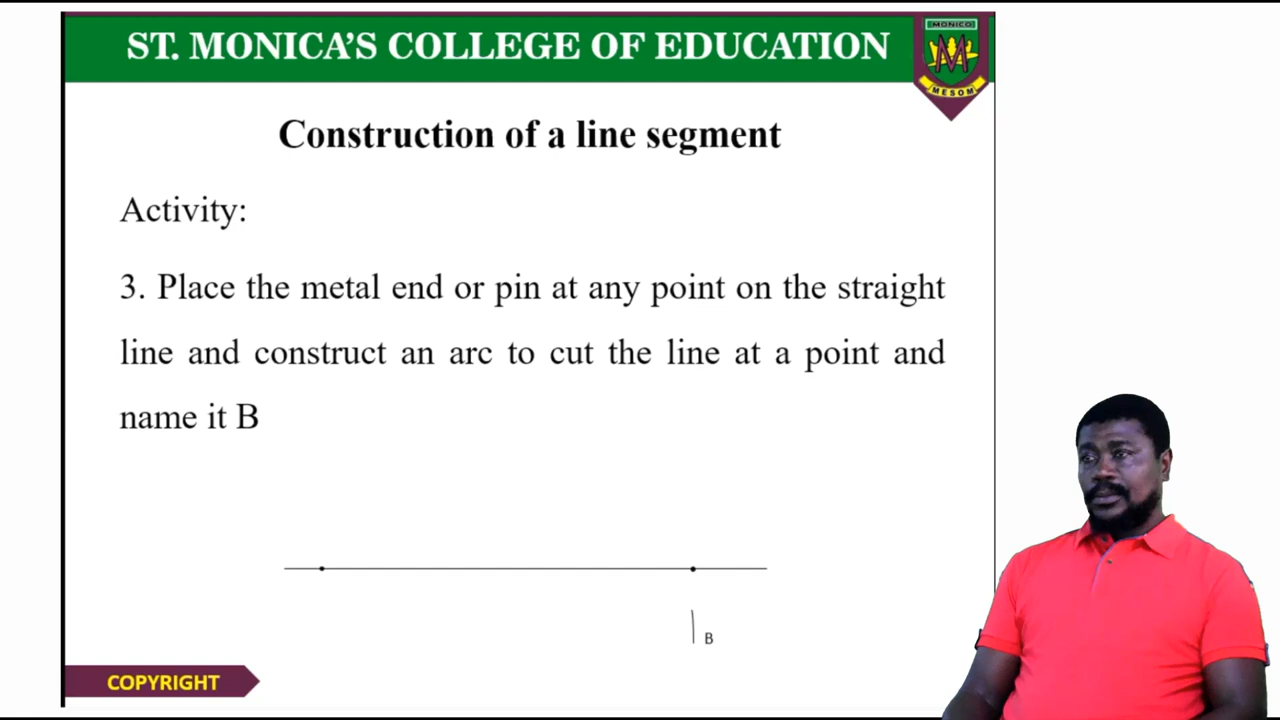 ST. MONICA'S COLLEGE OF EDUCATION
MONICO
M
MESOM
Construction of a line segment
Activity:
3. Place the metal end or pin at any point on the straight
line and construct an arc to cut the line at a point and
name it B
B
COPYRIGHT